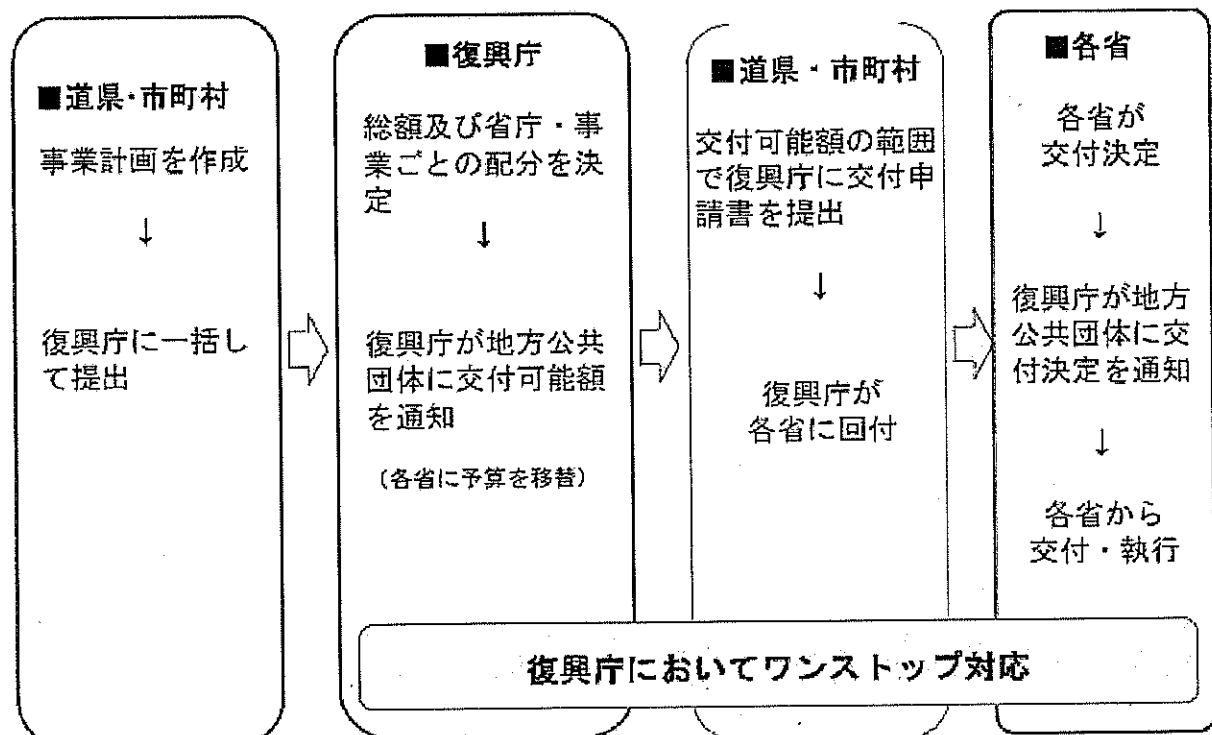 ■道県・市町村
事業計画を作成
↓
復興庁に一括し
て提出
■復興庁
総額及び省庁・事
業ごとの配分を決
定
↓
復興庁が地方公共
団体に交付可能額
を通知
（各省に予算を移替）
■道県・市町村
交付可能額の範囲
で復興庁に交付申
請書を提出
↓
復興庁が
各省に回付
■各省
各省が
交付決定
↓
復興庁が地方
公共団体に交
付決定を通知
↓
各省から
交付・執行
復興庁においてワンストップ対応